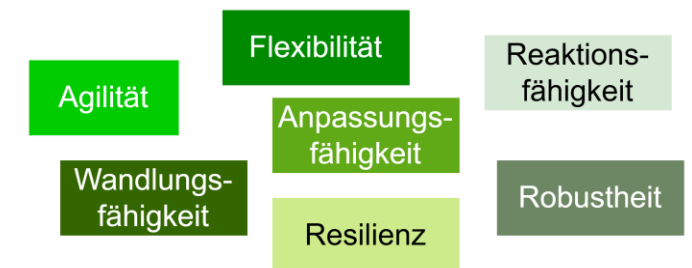 Flexibilität
Reaktions-
fähigkeit
Agilität
Anpassungs-
fähigkeit
Wandlungs-
fähigkeit
Robustheit
Resilienz